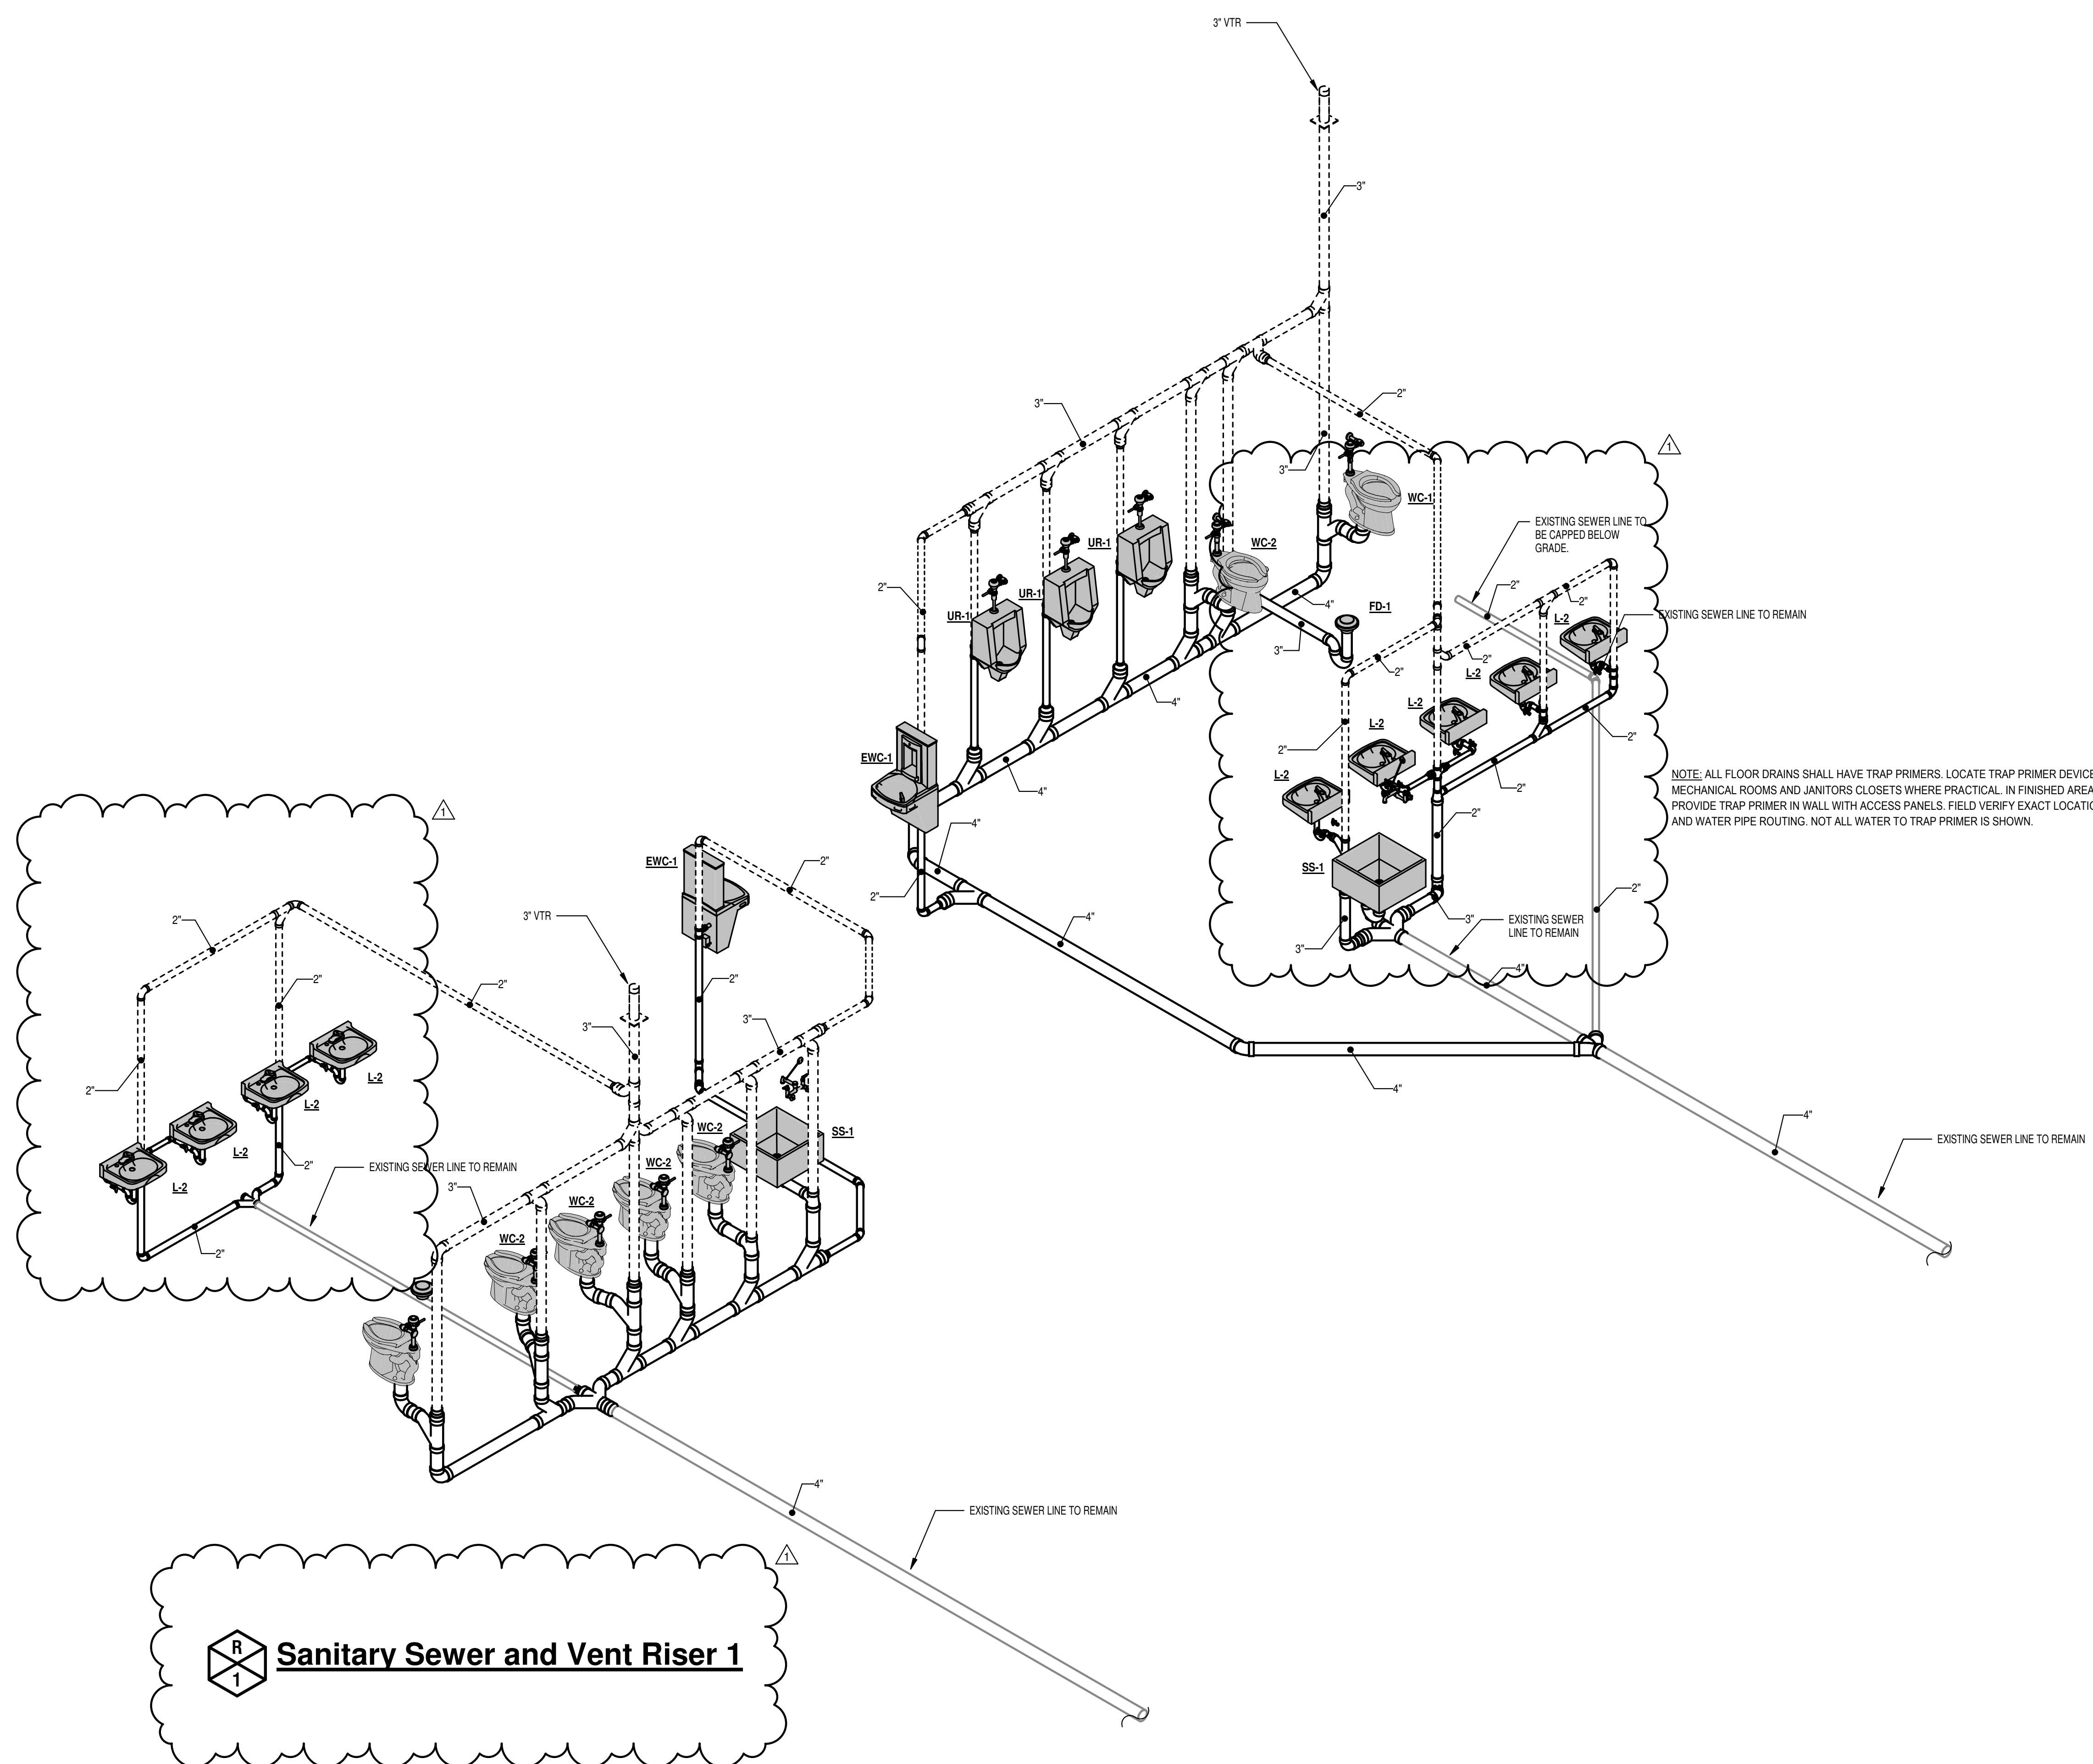 3" VTR
3"
3"
2"
3"
WC-1
EXISTING SEWER LINE TO
BE CAPPED BELOW
GRADE.
UR-1
WC-2
UR-1
2"
2"
2"
4"
FD-1
UR-1
L-2
EXISTING SEWER LINE TO REMAIN
3"
2"
2"
L-2
4"
L-2
L-2
2"
2"
EWC-1
L-2
4"
2"
NOTE: ALL FLOOR DRAINS SHALL HAVE TRAP PRIMERS. LOCATE TRAP PRIMER DEVICE
MECHANICAL ROOMS AND JANITORS CLOSETS WHERE PRACTICAL. IN FINISHED AREA
PROVIDE TRAP PRIMER IN WALL WITH ACCESS PANELS. FIELD VERIFY EXACT LOCATIO
AND WATER PIPE ROUTING. NOT ALL WATER TO TRAP PRIMER IS SHOWN.
1
1
4"
2"
EWC-1
2"
SS-1
2"
2"
3" VTR
2"
4"
3"
EXISTING SEWER
LINE TO REMAIN
3"
4"
2"
2"
2"
2"
3"
3"
4"
2"
L-2
L-2
WC-2
SS-1
4"
L-2
WC-2
EXISTING SEWER LINE TO REMAIN
2"
EXISTING SEWER LINE TO REMAIN
L-2
3"
WC-2
WC-2
2"
4"
EXISTING SEWER LINE TO REMAIN
1
R
1
Sanitary Sewer and Vent Riser 1